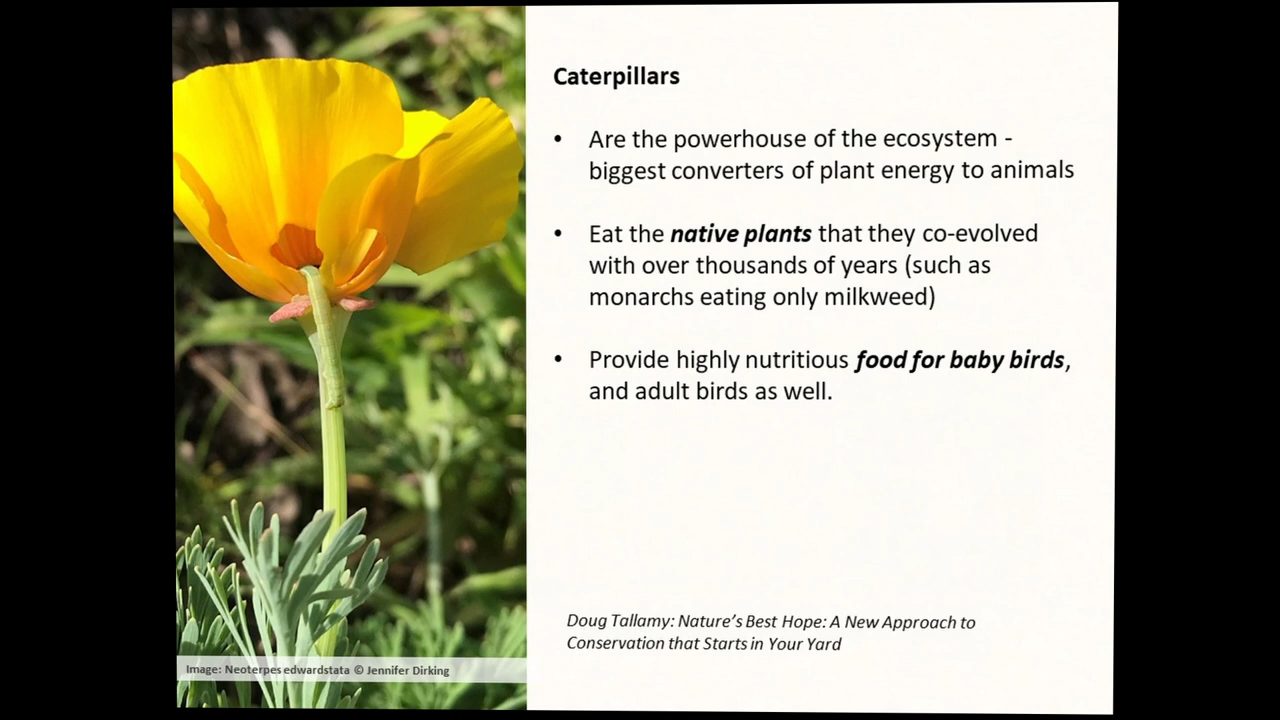 Caterpillars
• Are the powerhouse of the ecosystem -
biggest converters of plant energy to animals
• Eat the native plants that they co-evolved
with over thousands of years (such as
monarchs eating only milkweed)
• Provide highly nutritious food for baby birds,
and adult birds as well.
Doug Tallamy: Nature's Best Hope: A New Approach to
Conservation that Starts in Your Yard
Image: Neoterpes edwardstata © Jennifer Dirking